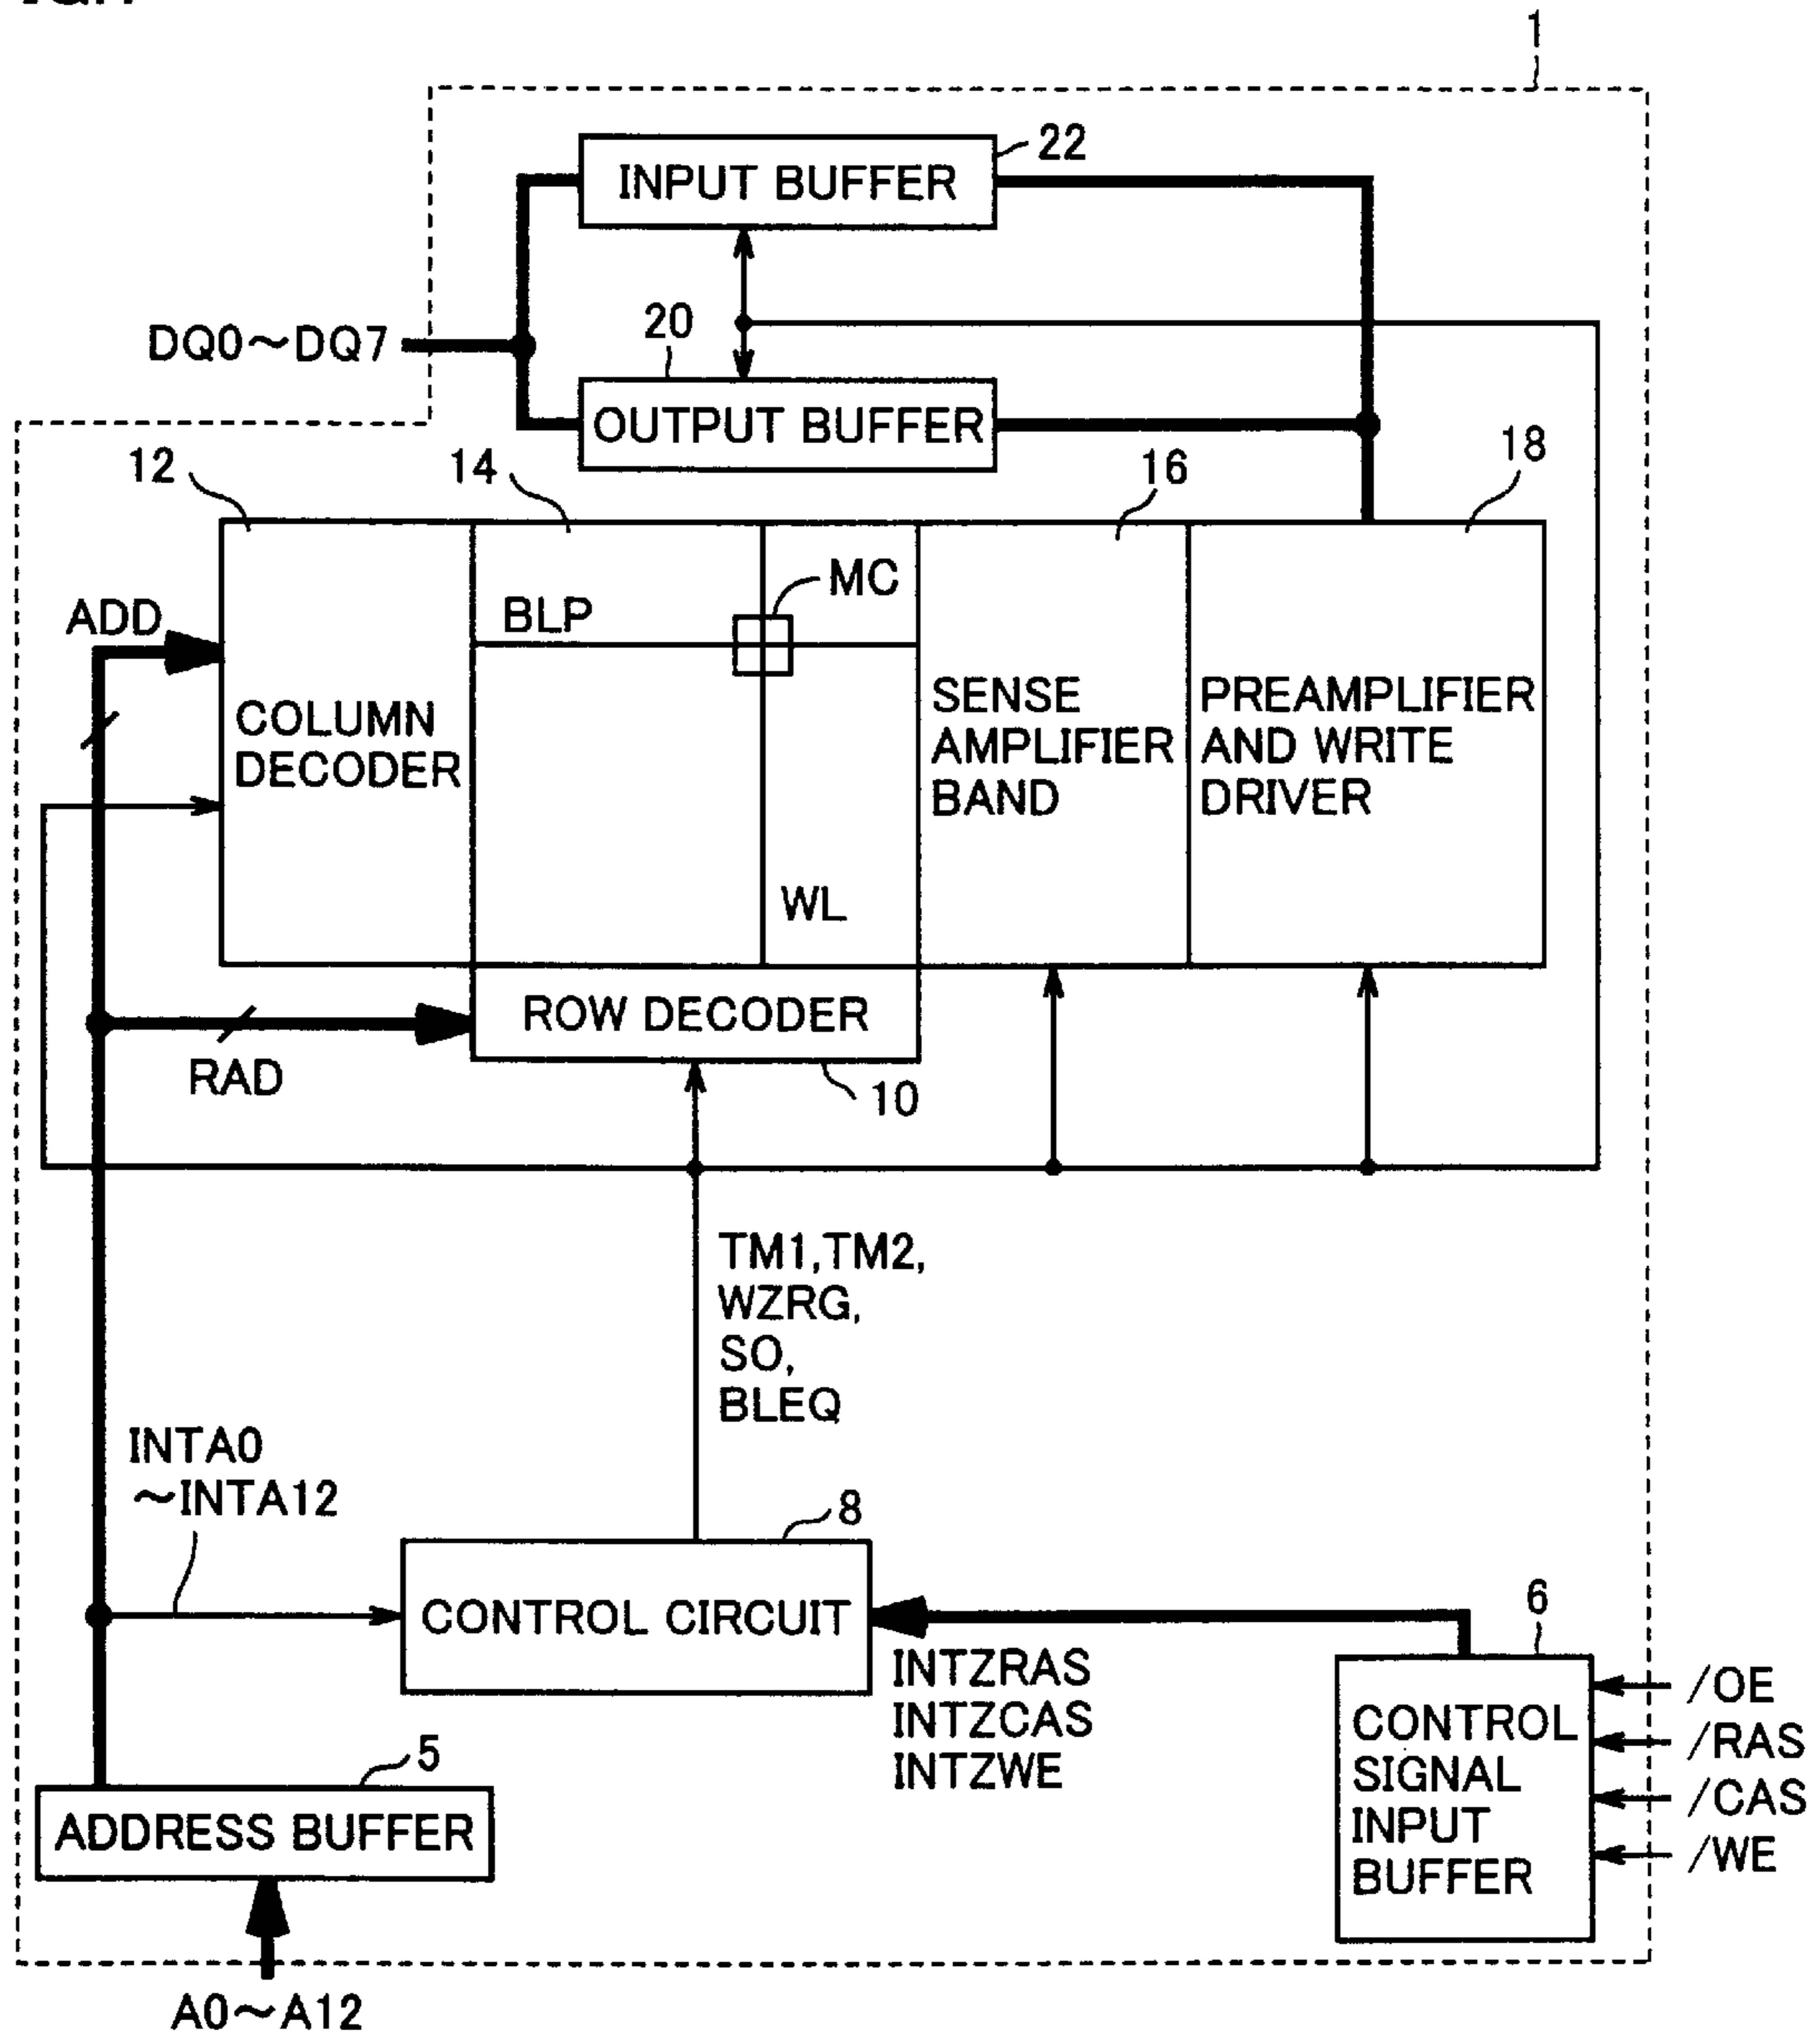 1
22
INPUT BUFFER
20
DQ0~DQ7
OUTPUT BUFFER
12
14
16
18
MC
ADD
BLP
COLUMN
DECODER
SENSE
AMPLIFIER
BAND
PREAMPLIFIER
AND WRITE
DRIVER
WL
ROW DECODER
RAD
10
TM1,TM2,
WZRG,
SO,
BLEQ
INTA0
~INTA12
8
CONTROL CIRCUIT
6
INTZRAS
INTZCAS
INTZWE
CONTROL
SIGNAL
INPUT
BUFFER
/OE
/RAS
/CAS
/WE
5
ADDRESS BUFFER
A0~A12